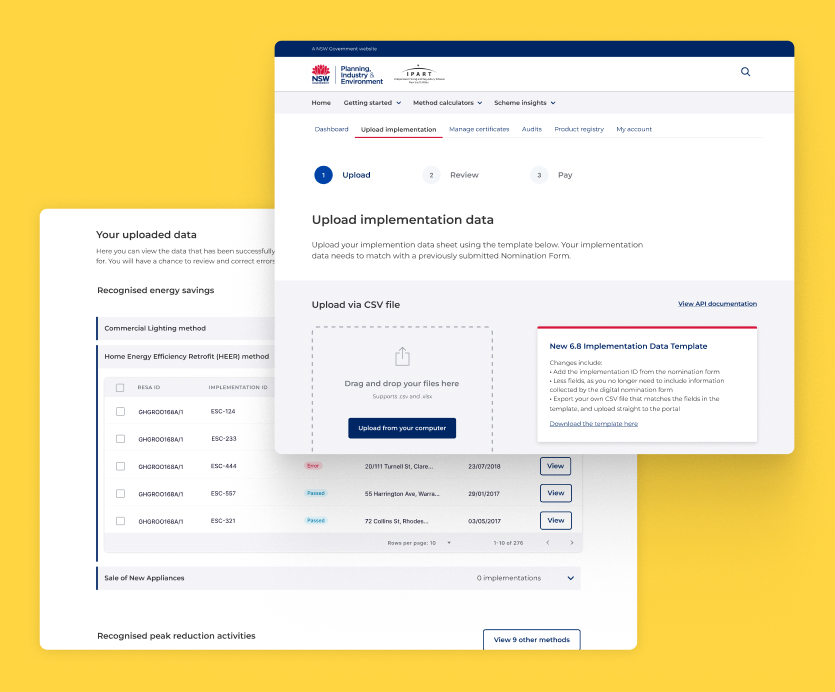 A NSW Government website
NSW
Planning,
Industry &
Environment
IPART
Home
Getting started
Method calculators
Scheme insights
Dashboard
Upload implementation
Manage certificates
Audits
Product registry
My account
1
Upload
2
Review
3
Pay
Upload implementation data
Upload your implemention data sheet using the template below. Your implementation
data needs to match with a previously submitted Nomination Form.
Upload via CSV file
View API documentation
Drag and drop your files here
Supports .csv and .xlsx
Upload from your computer
New 6.8 Implementation Data Template
Changes include:
• Add the implementation ID from the nomination form
• Less fields, as you no longer need to include information
collected by the digital nomination form
• Export your own CSV file that matches the fields in the
template, and upload straight to the portal
Download the template here
Your uploaded data
Here you can view the data that has been successfully
for. You will have a chance to review and correct errors
Recognised energy savings
Commercial Lighting method
Home Energy Efficiency Retrofit (HEER) method
RESA ID IMPLEMENTATION ID
GHGROO168A/1 ESC-124
GHGROO168A/1 ESC-233
GHGROO168A/1 ESC-444 Error 20/111 Turnell St, Clare... 23/07/2018 View
GHGROO168A/1 ESC-557 Passed 55 Harrington Ave, Warra... 29/01/2017 View
GHGROO168A/1 ESC-321 Passed 72 Collins St, Rhodes... 03/05/2017 View
Rows per page: 10 1-10 of 276
Sale of New Appliances 0 implementations
Recognised peak reduction activities
View 9 other methods